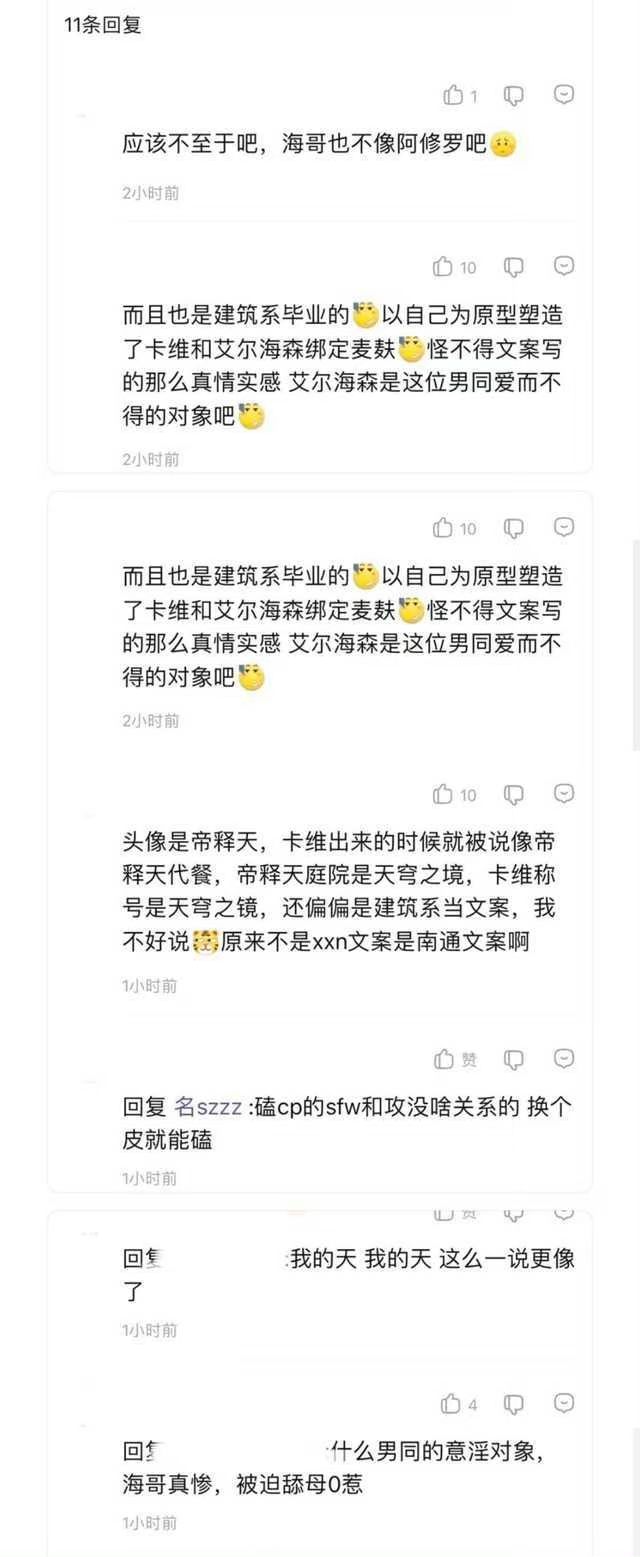 11条回复
1
应该不至于吧，海哥也不像阿修罗吧
2小时前
10
而且也是建筑系毕业的以自己为原型塑造
了卡维和艾尔海森绑定麦麸怪不得文案写
的那么真情实感 艾尔海森是这位男同爱而不
得的对象吧
2小时前
10
而且也是建筑系毕业的以自己为原型塑造
了卡维和艾尔海森绑定麦麸怪不得文案写
的那么真情实感 艾尔海森是这位男同爱而不
得的对象吧
2小时前
10
头像是帝释天，卡维出来的时候就被说像帝
释天代餐，帝释天庭院是天穹之境，卡维称
号是天穹之镜，还偏偏是建筑系当文案，我
不好说原来不是xxn文案是南通文案啊
1小时前
赞
回复 名szzz :磕cp的sfw和攻没啥关系的 换个
皮就能磕
1小时前
赞
回复 :我的天 我的天 这么一说更像
了
1小时前
4
回复 :什么男同的意淫对象，
海哥真惨，被迫舔母0惹
1小时前